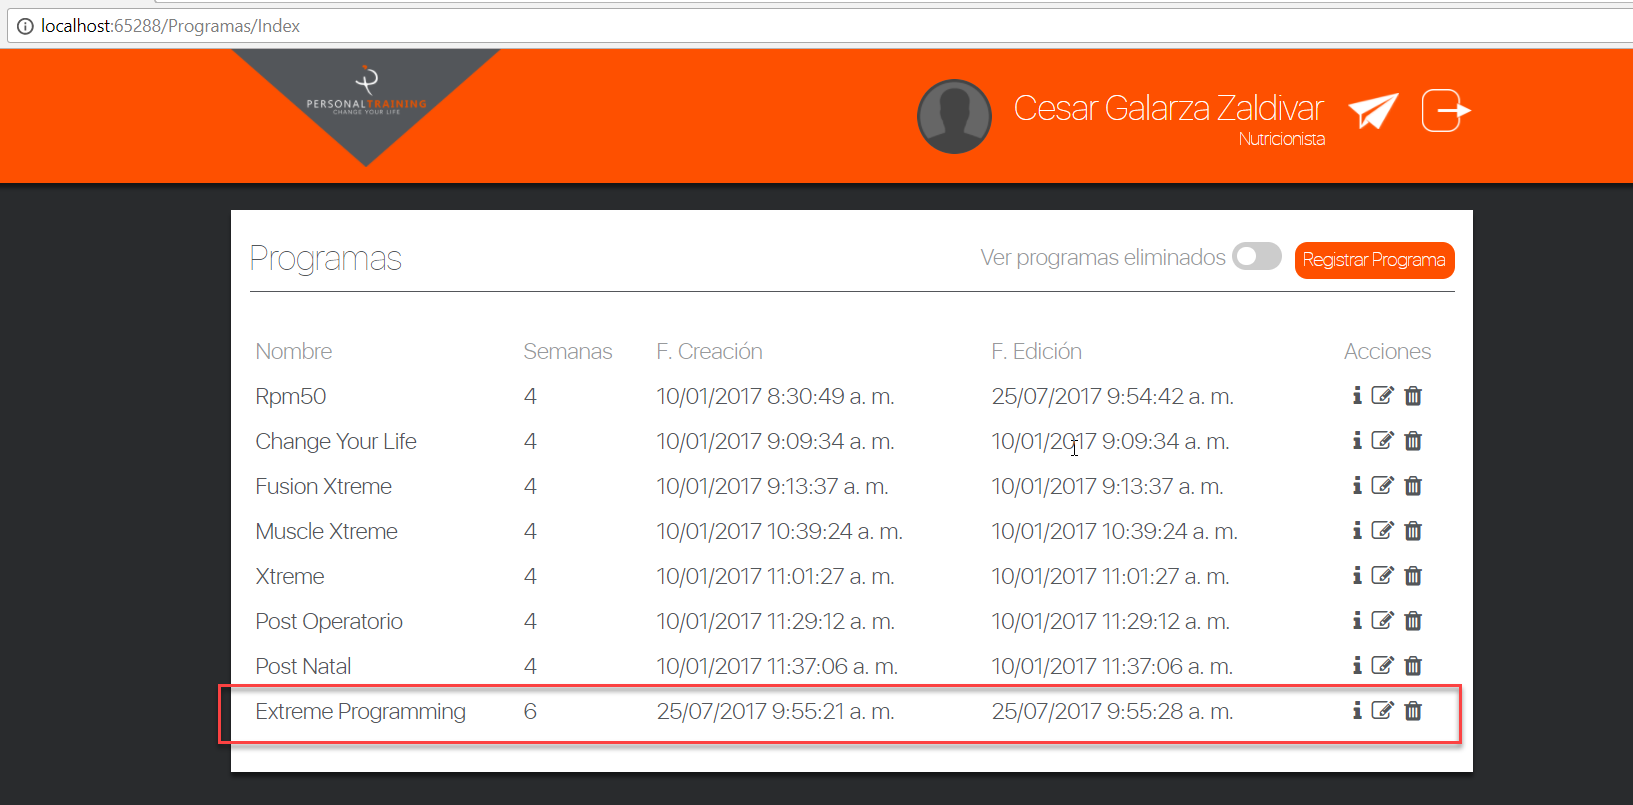 localhost:65288/Programas/Index
PERSONALTRAINING
CHANGE YOUR LIFE
Cesar Galarza Zaldivar
Nutricionista
Programas
Ver programas eliminados
Registrar Programa
Nombre Semanas F. Creación F. Edición Acciones
Rpm50 4 10/01/2017 8:30:49 a. m. 25/07/2017 9:54:42 a. m.
Change Your Life 4 10/01/2017 9:09:34 a. m. 10/01/2017 9:09:34 a. m.
Fusion Xtreme 4 10/01/2017 9:13:37 a. m. 10/01/2017 9:13:37 a. m.
Muscle Xtreme 4 10/01/2017 10:39:24 a. m. 10/01/2017 10:39:24 a. m.
Xtreme 4 10/01/2017 11:01:27 a. m. 10/01/2017 11:01:27 a. m.
Post Operatorio 4 10/01/2017 11:29:12 a. m. 10/01/2017 11:29:12 a. m.
Post Natal 4 10/01/2017 11:37:06 a. m. 10/01/2017 11:37:06 a. m.
Extreme Programming 6 25/07/2017 9:55:21 a. m. 25/07/2017 9:55:28 a. m.